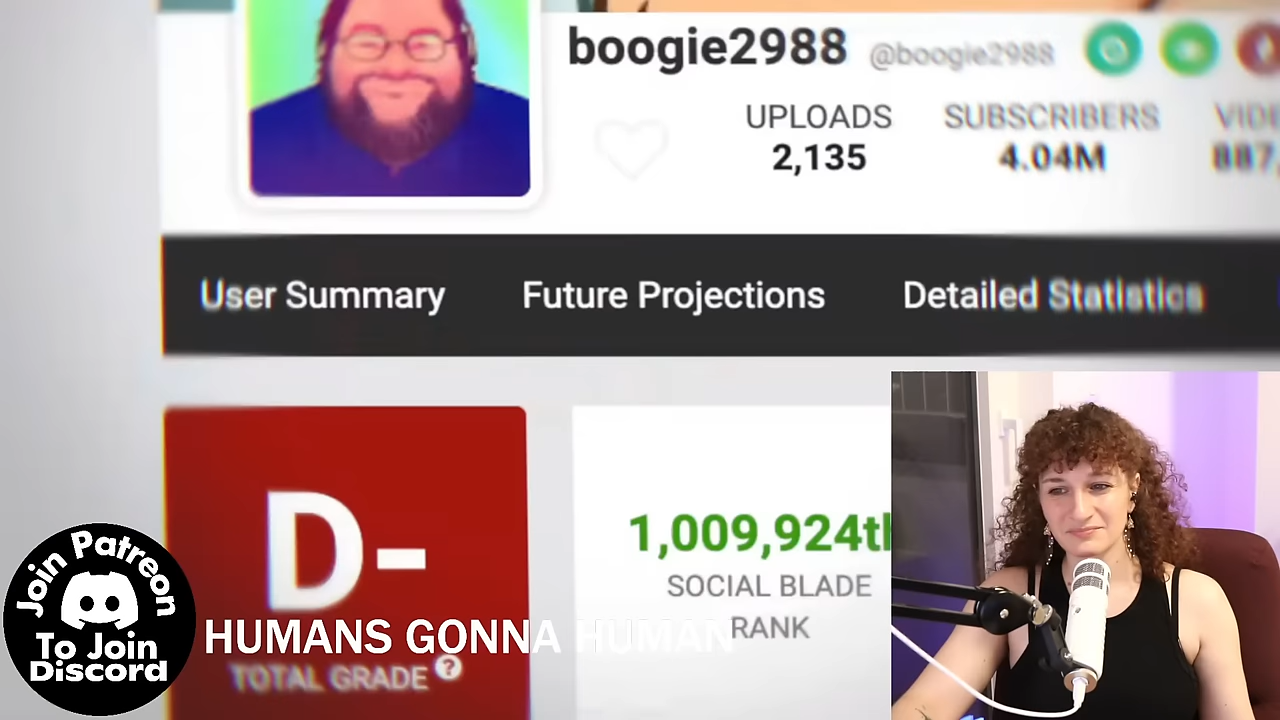 boogie2988 @boogie2988
UPLOADS
2,135
SUBSCRIBERS
4.04M
User Summary
Future Projections
Detailed Statistics
D-
TOTAL GRADE ?
1,009,924th
SOCIAL BLADE
RANK
Join Patreon
To Join
Discord
HUMANS GONNA HUMAN